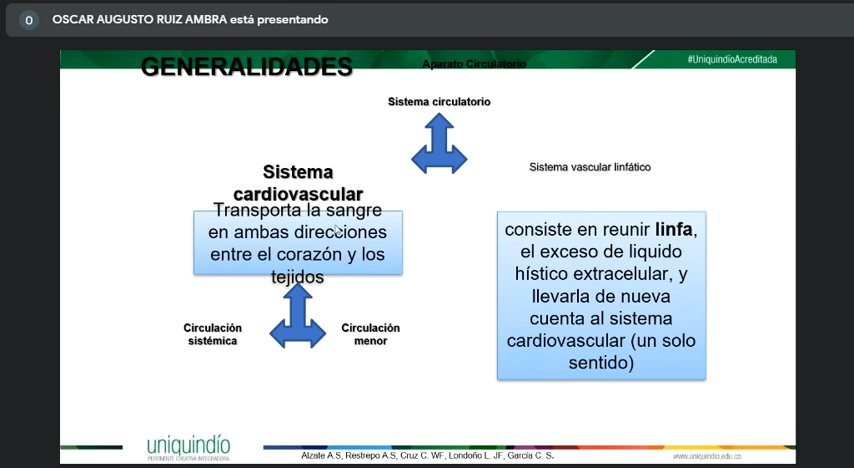 O
OSCAR AUGUSTO RUIZ AMBRA está presentando
GENERALIDADES
Aparato Circulatorio
#UniquindíoAcreditada
Sistema circulatorio
Sistema
cardiovascular
Sistema vascular linfático
Transporta la sangre
en ambas direcciones
entre el corazón y los
tejidos
consiste en reunir linfa,
el exceso de liquido
hístico extracelular, y
llevarla de nueva
cuenta al sistema
cardiovascular (un solo
sentido)
Circulación
sistémica
Circulación
menor
uniquindío
PERTINENTE CREATIVA INTEGRADORA
Alzate A.S, Restrepo A.S, Cruz C. WF, Londoño L. JF, García C. S.
www.uniquindio.edu.co